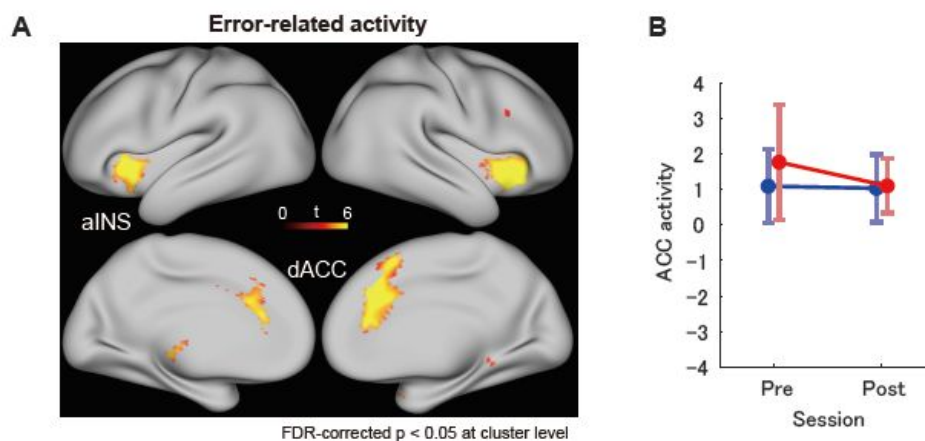 A
Error-related activity
aINS
0 t 6
dACC
FDR-corrected p < 0.05 at cluster level
B
4
3
2
1
0
−1
−2
−3
−4
ACC activity
Pre Post
Session